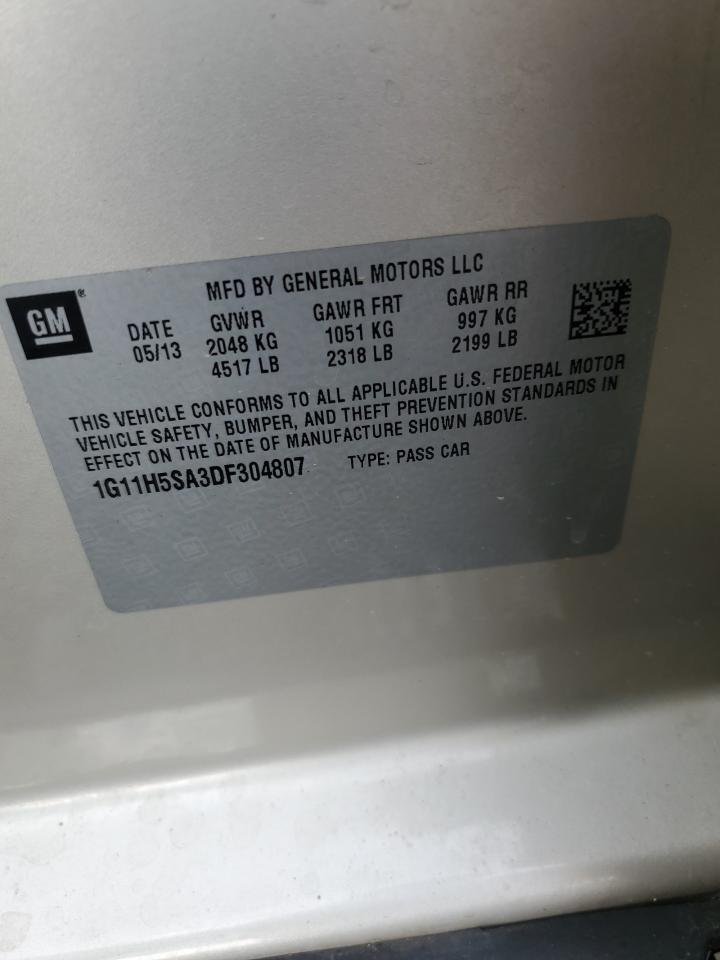 MFD BY GENERAL MOTORS LLC
GM®
DATE GVWR GAWR FRT GAWR RR
05/13 2048 KG 1051 KG 997 KG
4517 LB 2318 LB 2199 LB
THIS VEHICLE CONFORMS TO ALL APPLICABLE U.S. FEDERAL MOTOR
VEHICLE SAFETY, BUMPER, AND THEFT PREVENTION STANDARDS IN
EFFECT ON THE DATE OF MANUFACTURE SHOWN ABOVE.
1G11H5SA3DF304807 TYPE: PASS CAR